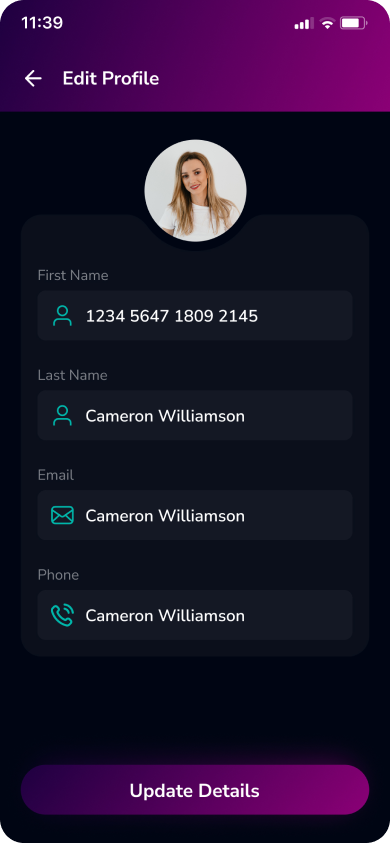 11:39
Edit Profile
First Name
1234 5647 1809 2145
Last Name
Cameron Williamson
Email
Cameron Williamson
Phone
Cameron Williamson
Update Details